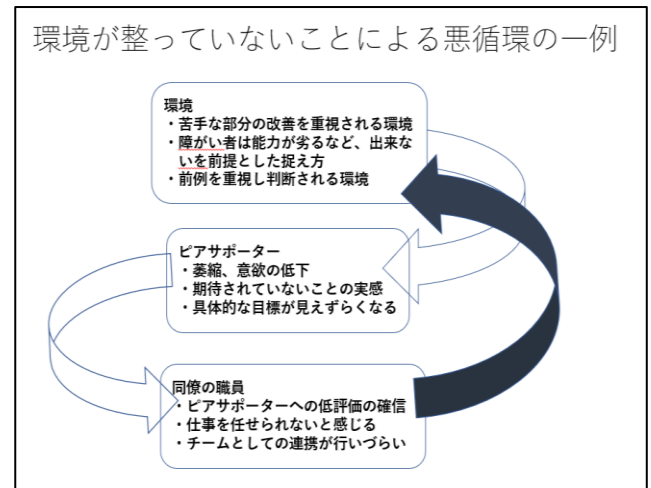 環境が整っていないことによる悪循環の一例
環境
・苦手な部分の改善を重視される環境
・障がい者は能力が劣るなど、出来な
いを前提とした捉え方
・前例を重視し判断される環境
ピアサポーター
・萎縮、意欲の低下
・期待されていないことの実感
・具体的な目標が見えずらくなる
同僚の職員
・ピアサポーターへの低評価の確信
・仕事を任せられないと感じる
・チームとしての連携が行いづらい